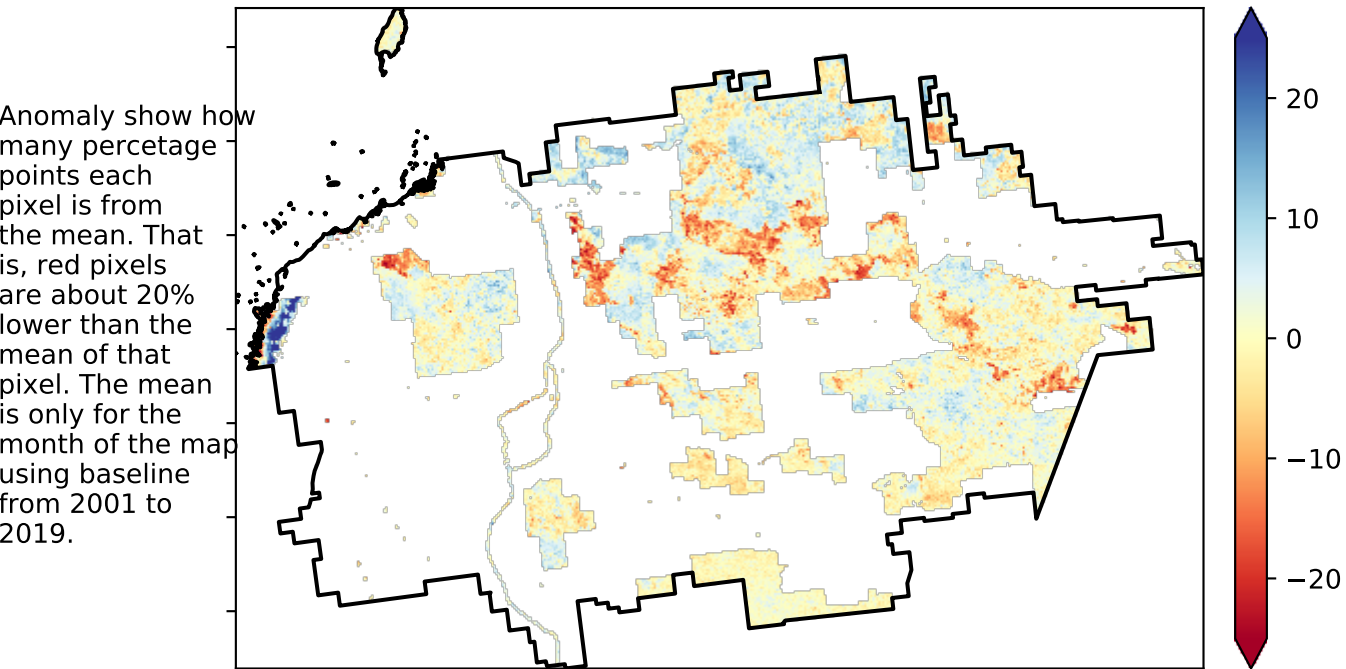 Anomaly show how
many percetage
points each
pixel is from
the mean. That
is, red pixels
are about 20%
lower than the
mean of that
pixel. The mean
is only for the
month of the map
using baseline
from 2001 to
2019.
20
10
0
−10
−20